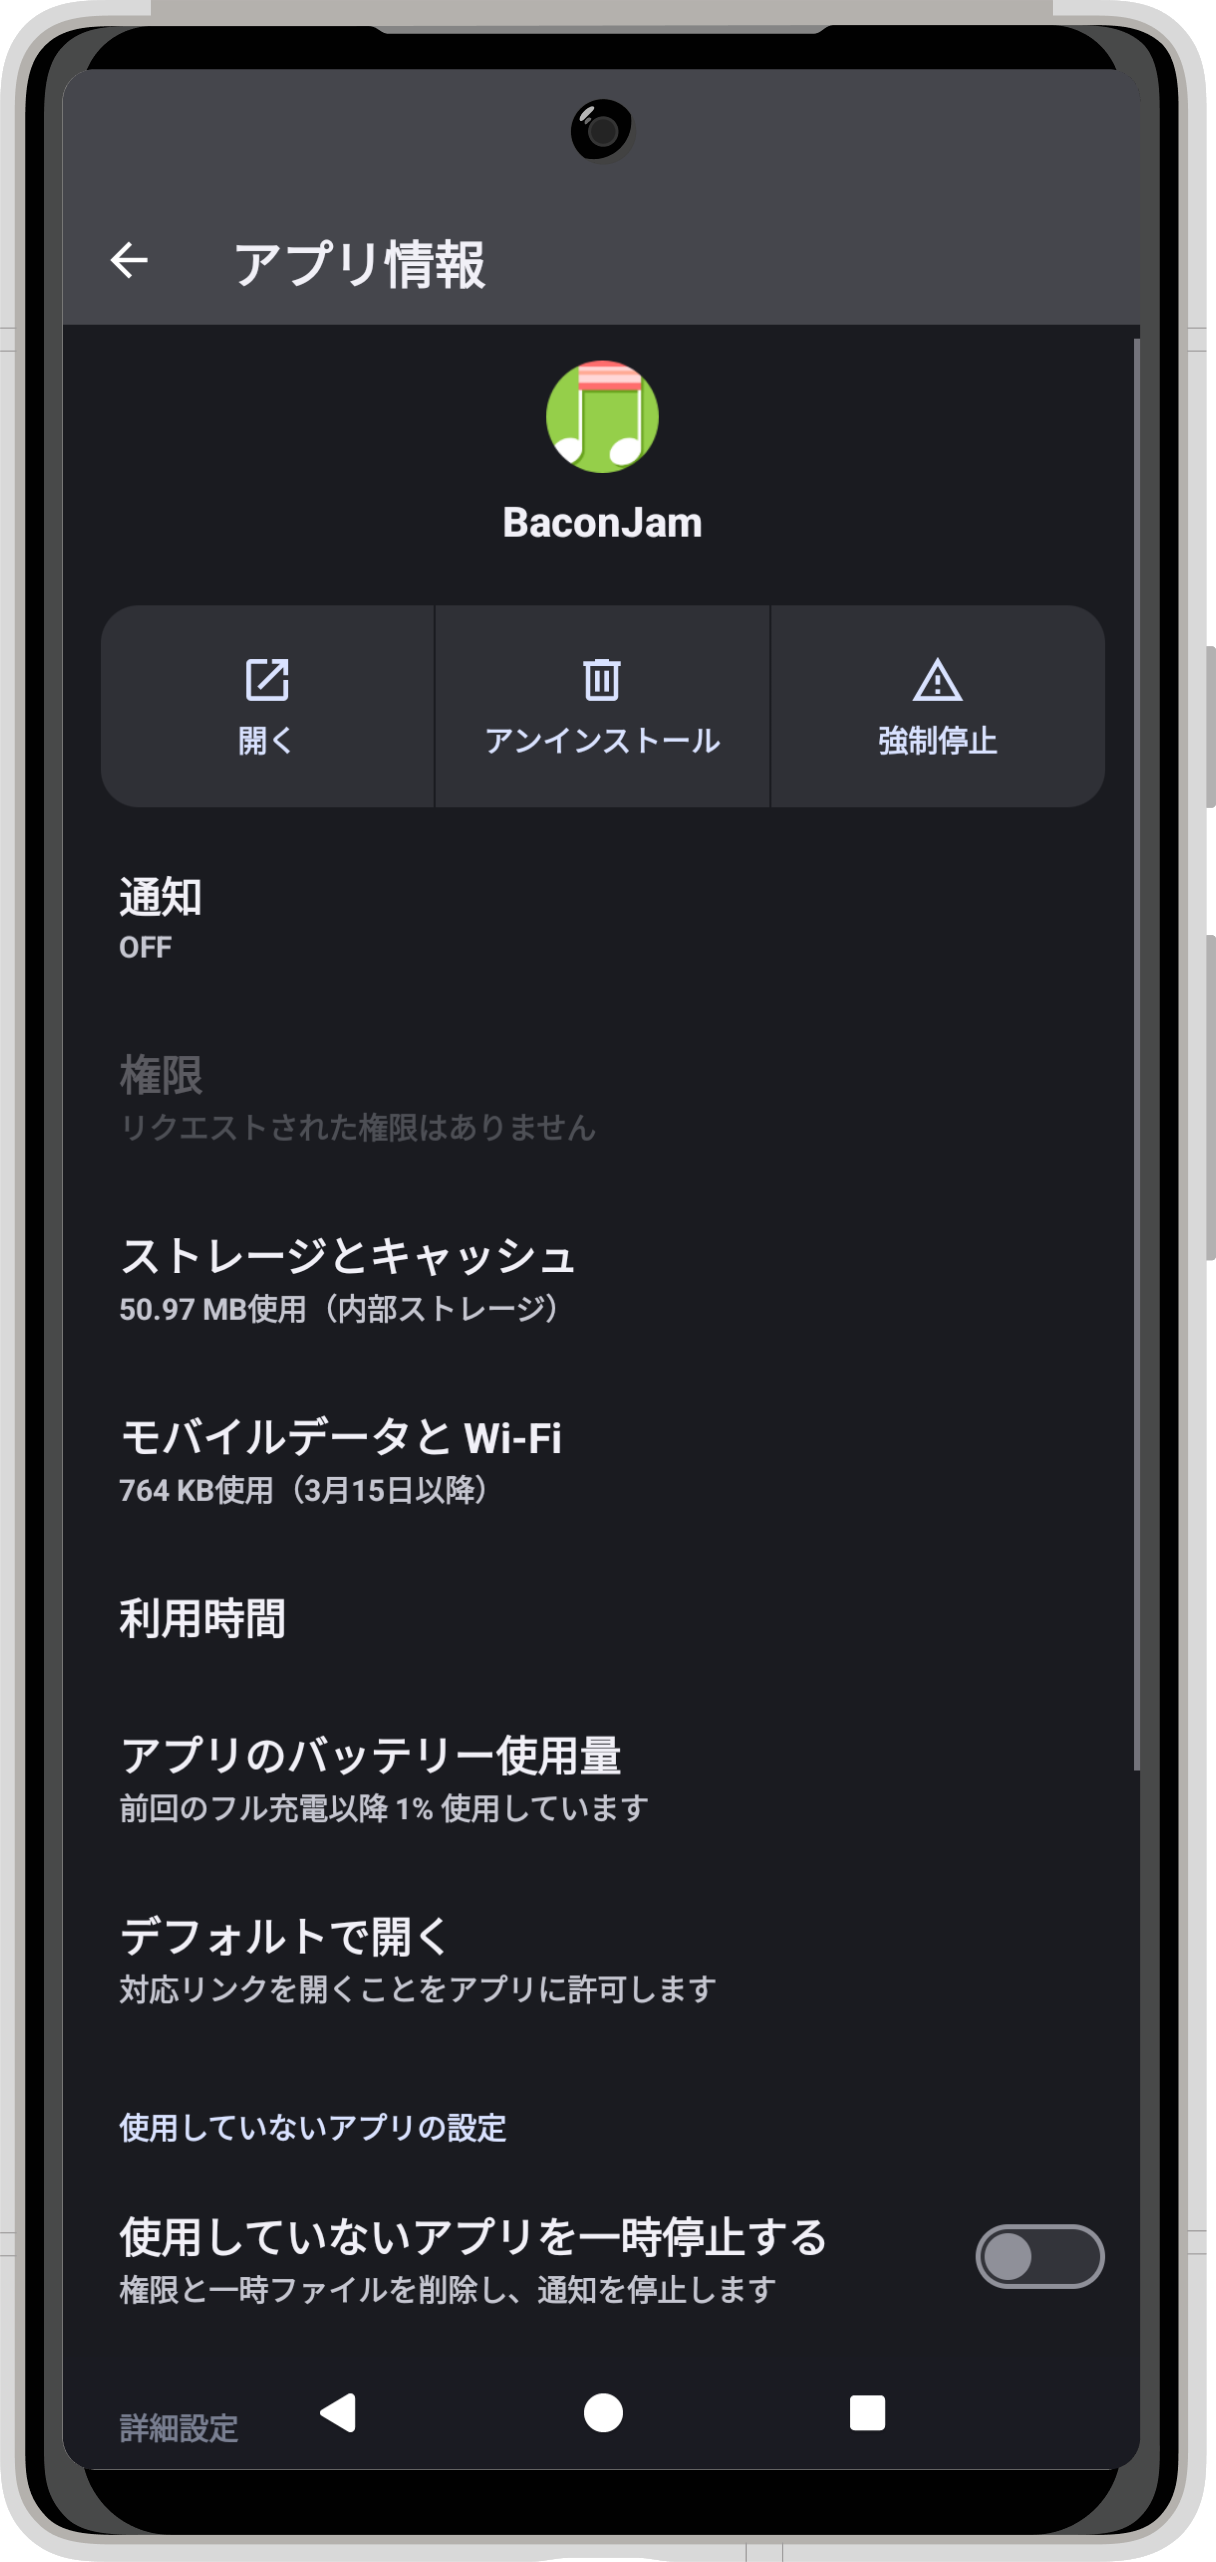 アプリ情報
BaconJam
開く
アンインストール
強制停止
通知
OFF
権限
リクエストされた権限はありません
ストレージとキャッシュ
50.97 MB使用（内部ストレージ）
モバイルデータと Wi-Fi
764 KB使用（3月15日以降）
利用時間
アプリのバッテリー使用量
前回のフル充電以降 1% 使用しています
デフォルトで開く
対応リンクを開くことをアプリに許可します
使用していないアプリの設定
使用していないアプリを一時停止する
権限と一時ファイルを削除し、通知を停止します
詳細設定